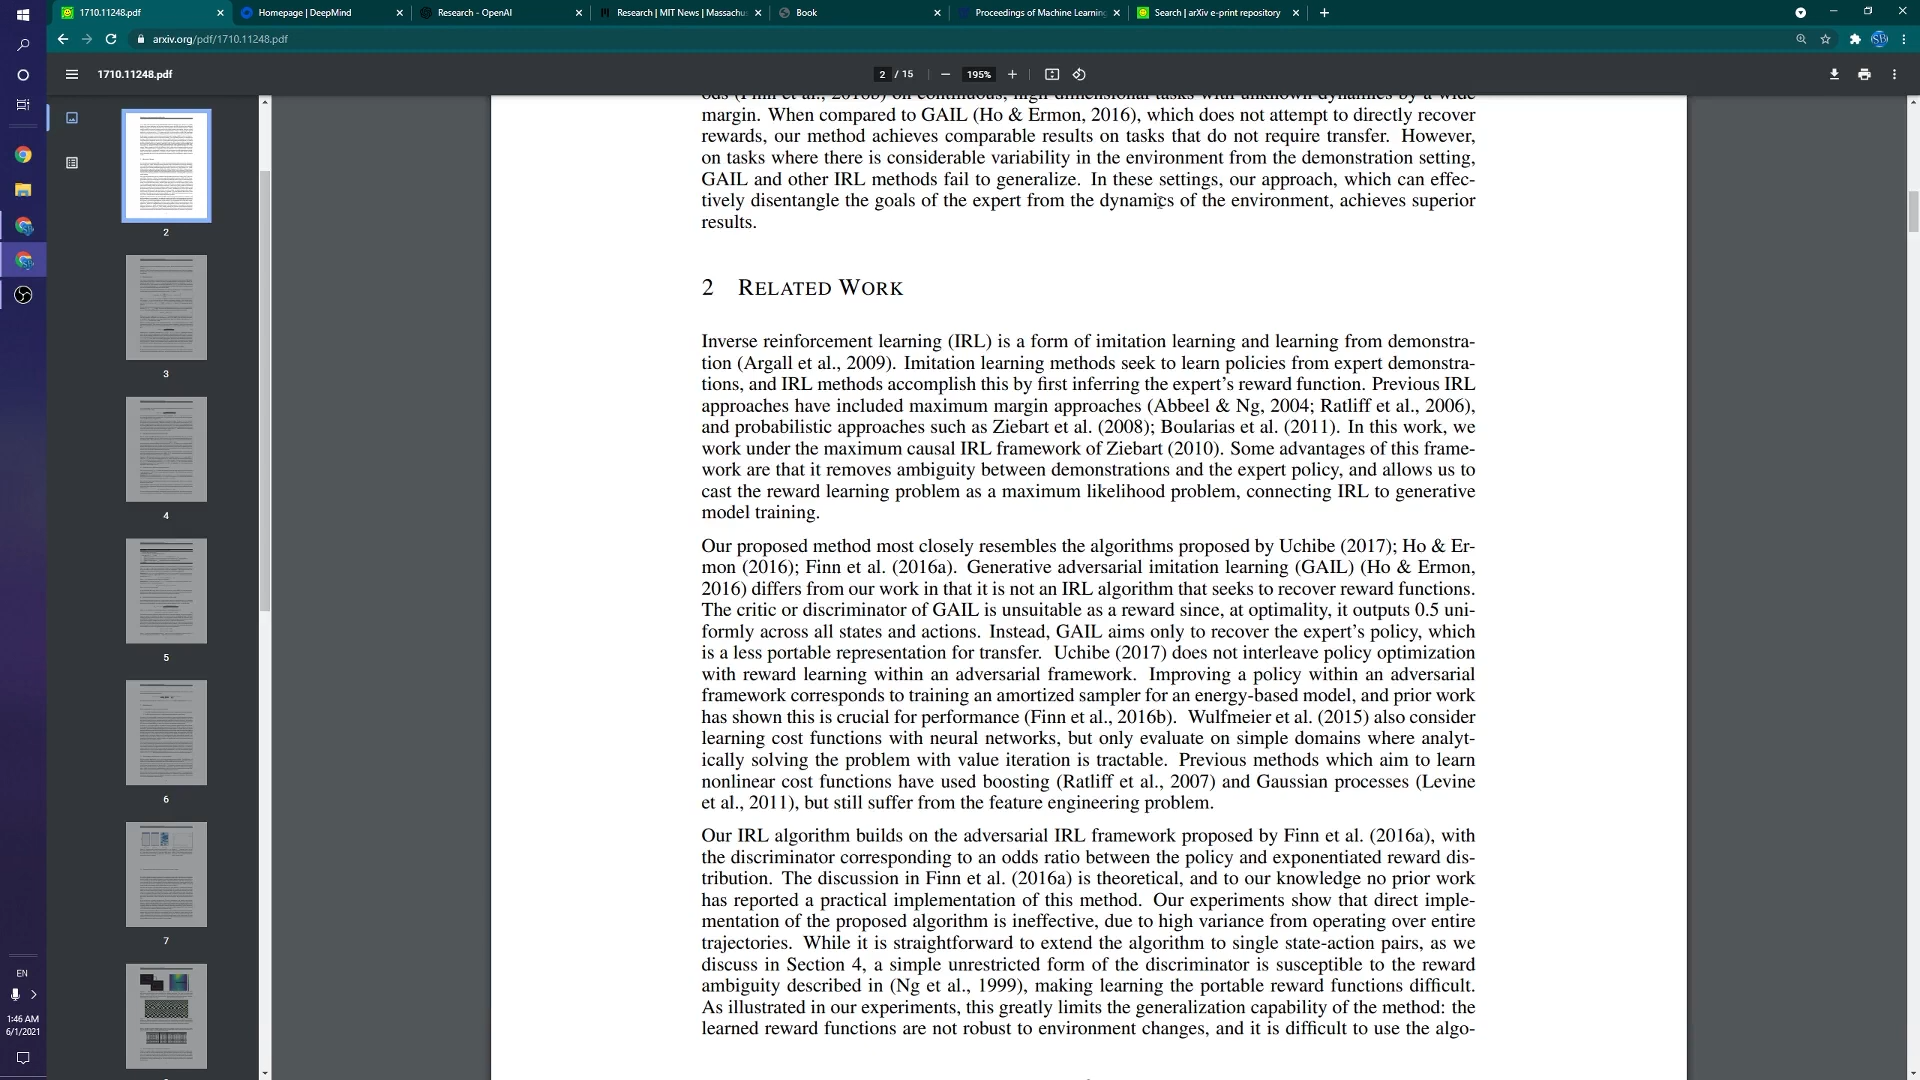 1710.11248.pdf
Homepage | DeepMind
Research - OpenAI
Research | MIT News | Massachu
Book
Proceedings of Machine Learning
Search | arXiv e-print repository
arxiv.org/pdf/1710.11248.pdf
1710.11248.pdf
2 / 15
195%
margin. When compared to GAIL (Ho & Ermon, 2016), which does not attempt to directly recover
rewards, our method achieves comparable results on tasks that do not require transfer. However,
on tasks where there is considerable variability in the environment from the demonstration setting,
GAIL and other IRL methods fail to generalize. In these settings, our approach, which can effec-
tively disentangle the goals of the expert from the dynamics of the environment, achieves superior
results.
2 RELATED WORK
Inverse reinforcement learning (IRL) is a form of imitation learning and learning from demonstra-
tion (Argall et al., 2009). Imitation learning methods seek to learn policies from expert demonstra-
tions, and IRL methods accomplish this by first inferring the expert's reward function. Previous IRL
approaches have included maximum margin approaches (Abbeel & Ng, 2004; Ratliff et al., 2006),
and probabilistic approaches such as Ziebart et al. (2008); Boularias et al. (2011). In this work, we
work under the maximum causal IRL framework of Ziebart (2010). Some advantages of this frame-
work are that it removes ambiguity between demonstrations and the expert policy, and allows us to
cast the reward learning problem as a maximum likelihood problem, connecting IRL to generative
model training.
Our proposed method most closely resembles the algorithms proposed by Uchibe (2017); Ho & Er-
mon (2016); Finn et al. (2016a). Generative adversarial imitation learning (GAIL) (Ho & Ermon,
2016) differs from our work in that it is not an IRL algorithm that seeks to recover reward functions.
The critic or discriminator of GAIL is unsuitable as a reward since, at optimality, it outputs 0.5 uni-
formly across all states and actions. Instead, GAIL aims only to recover the expert's policy, which
is a less portable representation for transfer. Uchibe (2017) does not interleave policy optimization
with reward learning within an adversarial framework. Improving a policy within an adversarial
framework corresponds to training an amortized sampler for an energy-based model, and prior work
has shown this is crucial for performance (Finn et al., 2016b). Wulfmeier et al. (2015) also consider
learning cost functions with neural networks, but only evaluate on simple domains where analyt-
ically solving the problem with value iteration is tractable. Previous methods which aim to learn
nonlinear cost functions have used boosting (Ratliff et al., 2007) and Gaussian processes (Levine
et al., 2011), but still suffer from the feature engineering problem.
Our IRL algorithm builds on the adversarial IRL framework proposed by Finn et al. (2016a), with
the discriminator corresponding to an odds ratio between the policy and exponentiated reward dis-
tribution. The discussion in Finn et al. (2016a) is theoretical, and to our knowledge no prior work
has reported a practical implementation of this method. Our experiments show that direct imple-
mentation of the proposed algorithm is ineffective, due to high variance from operating over entire
trajectories. While it is straightforward to extend the algorithm to single state-action pairs, as we
discuss in Section 4, a simple unrestricted form of the discriminator is susceptible to the reward
ambiguity described in (Ng et al., 1999), making learning the portable reward functions difficult.
As illustrated in our experiments, this greatly limits the generalization capability of the method: the
learned reward functions are not robust to environment changes, and it is difficult to use the algo-
2
3
4
5
6
7
EN
1:46 AM
6/1/2021